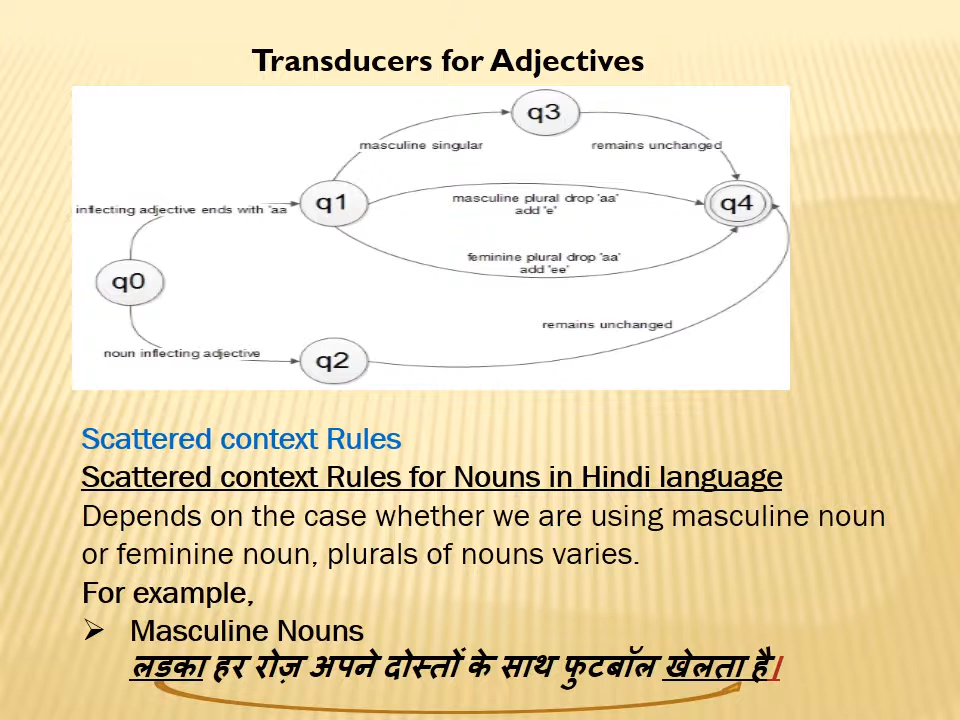 Transducers for Adjectives
q3
masculine singular
remains unchanged
inflecting adjective ends with 'aa'
q1
masculine plural drop 'aa'
add 'e'
q4
feminine plural drop 'aa'
add 'ee'
q0
remains unchanged
noun inflecting adjective
q2
Scattered context Rules
Scattered context Rules for Nouns in Hindi language
Depends on the case whether we are using masculine noun
or feminine noun, plurals of nouns varies.
For example,
➢ Masculine Nouns
लडका हर रोज़ अपने दोस्तों के साथ फुटबॉल खेलता है|